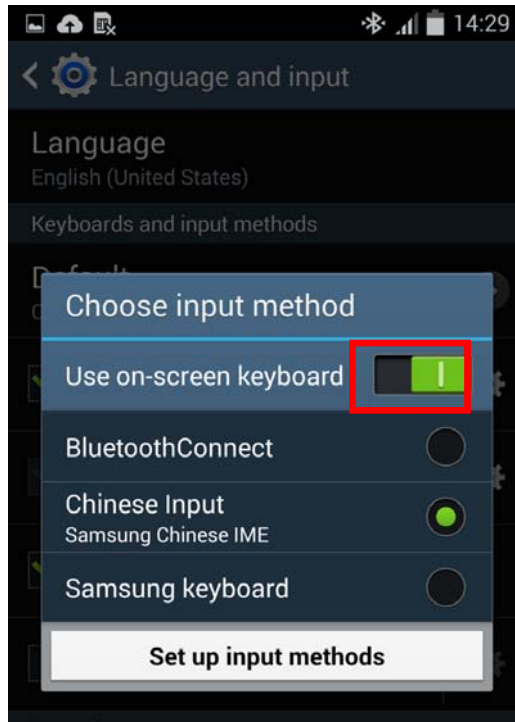 14:29
Language and input
Language
English (United States)
Keyboards and input methods
Default
Choose input method
Use on-screen keyboard
BluetoothConnect
Chinese Input
Samsung Chinese IME
Samsung keyboard
Set up input methods